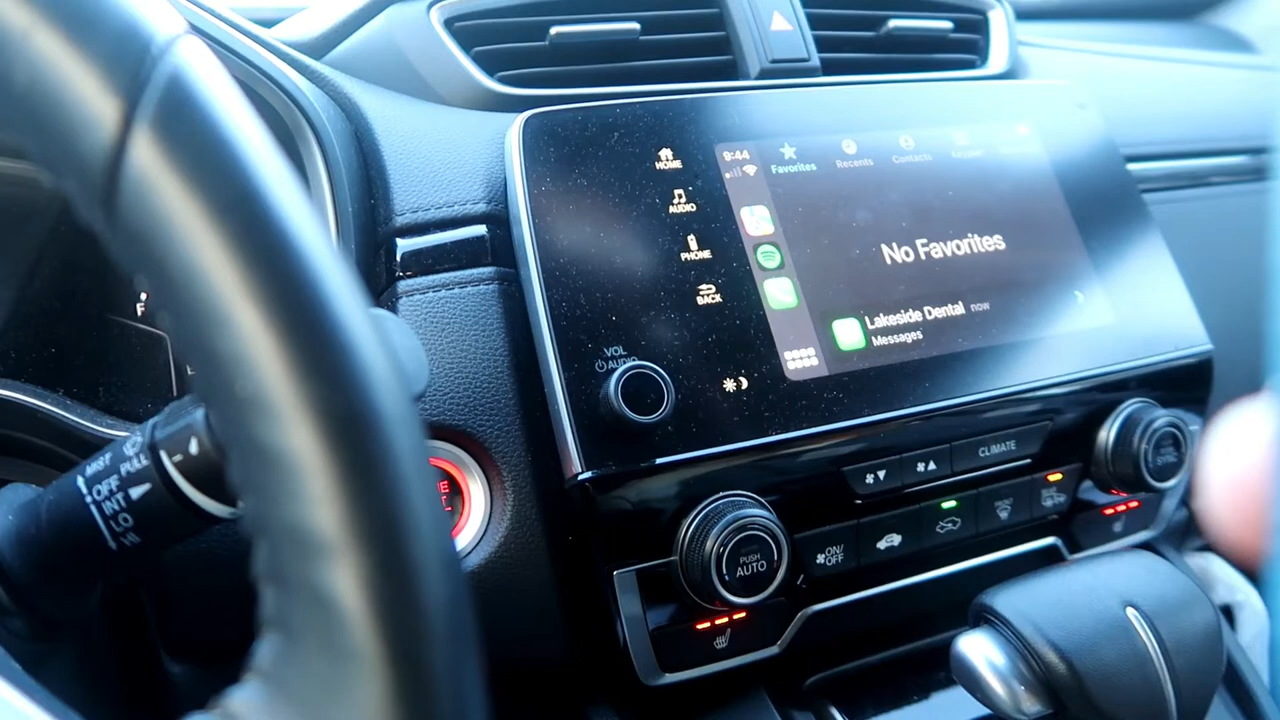 HOME
AUDIO
PHONE
BACK
VOL
AUDIO
9:44
Favorites
Recents
Contacts
No Favorites
Lakeside Dental now
Messages
F
MIST
PULL
OFF
INT
LO
HI
CLIMATE
ON/
OFF
PUSH
AUTO